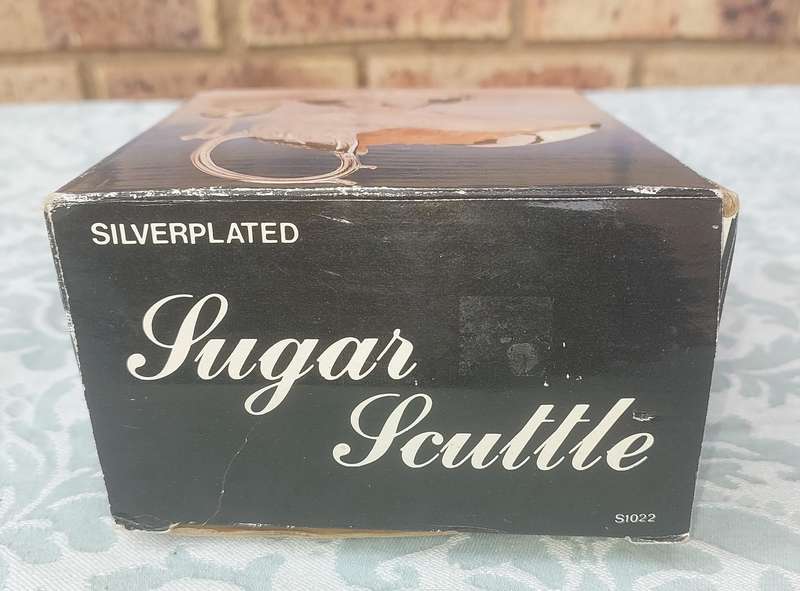 SILVERPLATED
Sugar
Scuttle
S1022